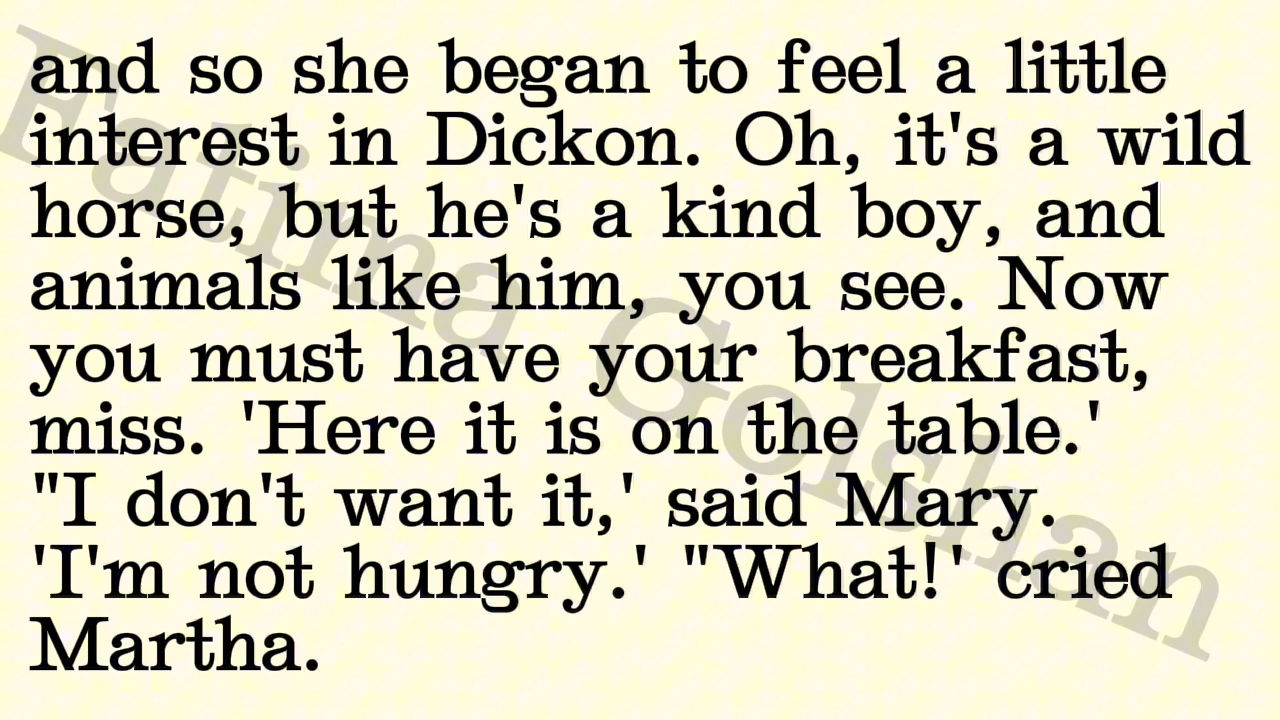 and so she began to feel a little
interest in Dickon. Oh, it's a wild
horse, but he's a kind boy, and
animals like him, you see. Now
you must have your breakfast,
miss. 'Here it is on the table.'
"I don't want it,' said Mary.
'I'm not hungry.' "What!' cried
Martha.
Fatima Golshan